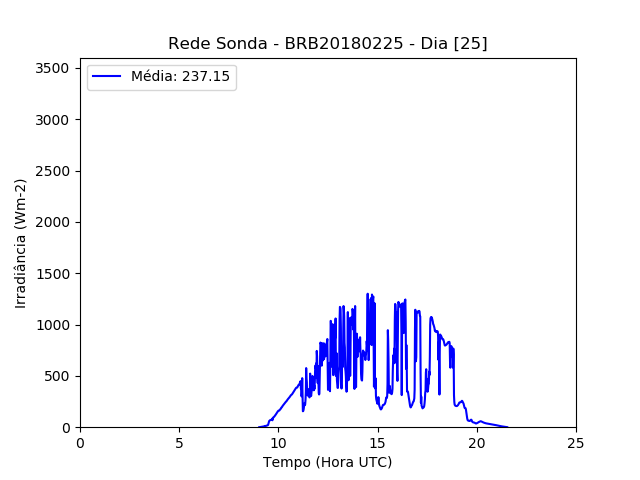 Rede Sonda - BRB20180225 - Dia [25]
Média: 237.15
3500
3000
2500
2000
1500
1000
500
0
Irradiância (Wm-2)
0 5 10 15 20 25
Tempo (Hora UTC)